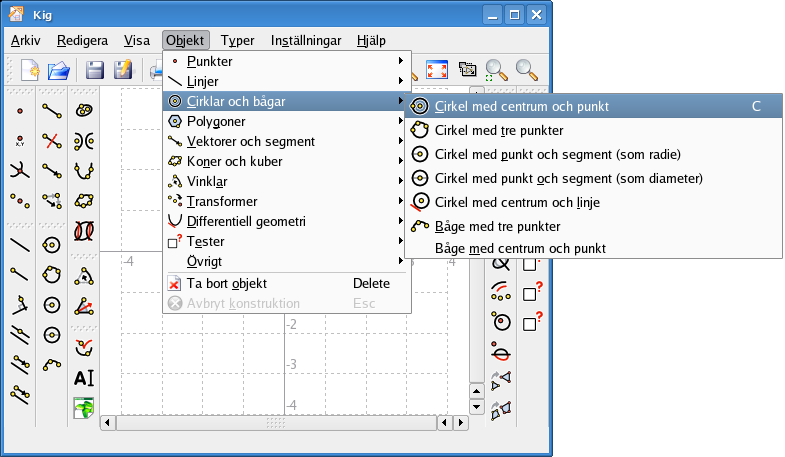 Kig
Arkiv Redigera Visa Objekt Typer Inställningar Hjälp
Punkter
Linjer
Cirklar och bågar
Polygoner
Vektorer och segment
Koner och kuber
Vinklar
Transformer
Differentiell geometri
Tester
Övrigt
Ta bort objekt Delete
Avbryt konstruktion Esc
Cirkel med centrum och punkt C
Cirkel med tre punkter
Cirkel med punkt och segment (som radie)
Cirkel med punkt och segment (som diameter)
Cirkel med centrum och linje
Båge med tre punkter
Båge med centrum och punkt
X,Y
-4 4
-2
-3
-4
AI